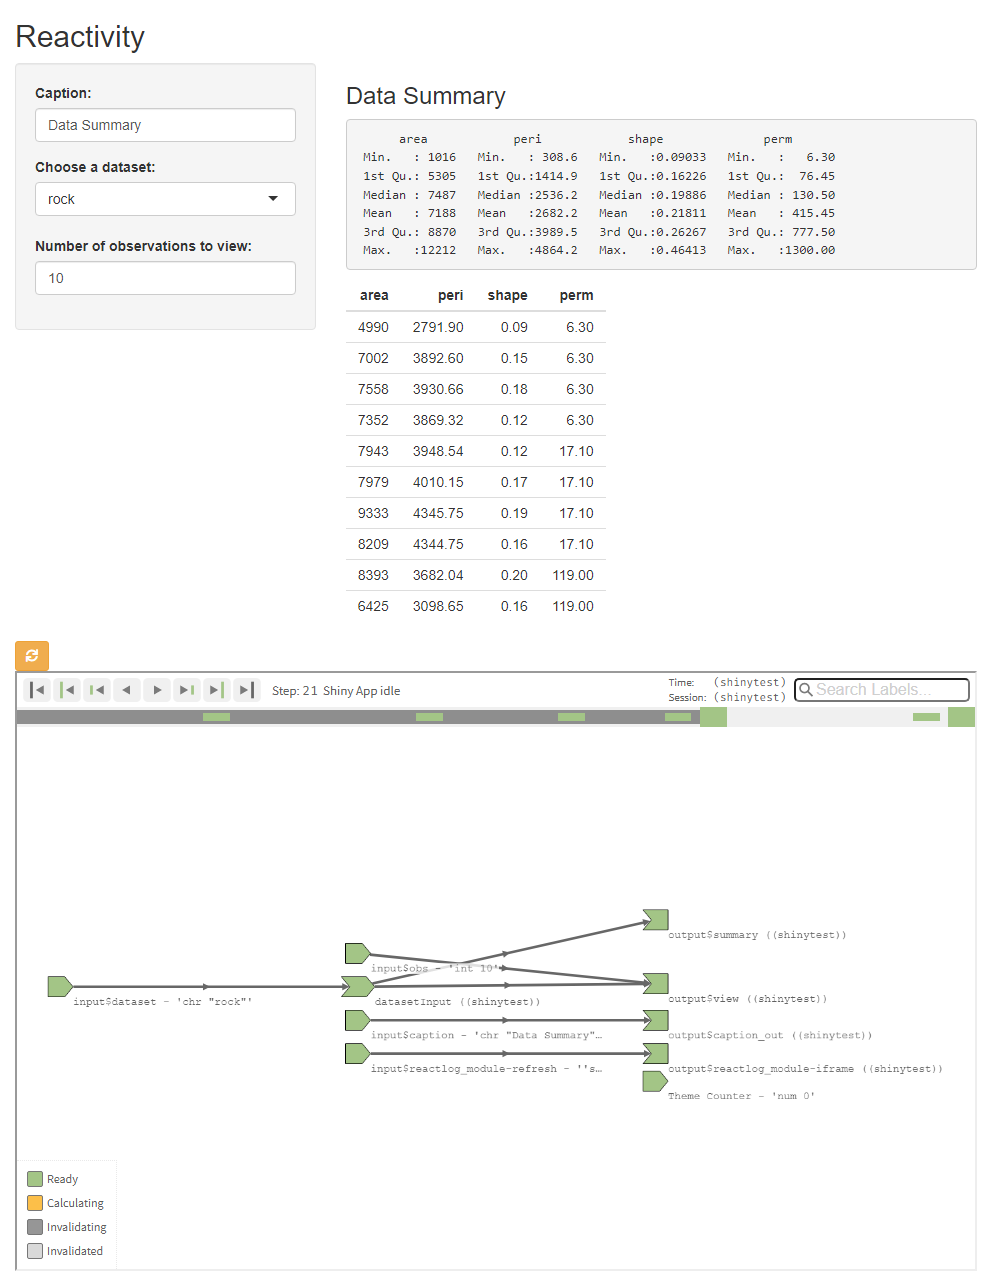 Reactivity
Caption:
Data Summary
Choose a dataset:
rock
Number of observations to view:
10
Data Summary
area peri shape perm
Min. : 1016 Min. : 308.6 Min. :0.09033 Min. : 6.30
1st Qu.: 5305 1st Qu.:1414.9 1st Qu.:0.16226 1st Qu.: 76.45
Median : 7487 Median :2536.2 Median :0.19886 Median : 130.50
Mean : 7188 Mean :2682.2 Mean :0.21811 Mean : 415.45
3rd Qu.: 8870 3rd Qu.:3989.5 3rd Qu.:0.26267 3rd Qu.: 777.50
Max. :12212 Max. :4864.2 Max. :0.46413 Max. :1300.00
area peri shape perm
4990 2791.90 0.09 6.30
7002 3892.60 0.15 6.30
7558 3930.66 0.18 6.30
7352 3869.32 0.12 6.30
7943 3948.54 0.12 17.10
7979 4010.15 0.17 17.10
9333 4345.75 0.19 17.10
8209 4344.75 0.16 17.10
8393 3682.04 0.20 119.00
6425 3098.65 0.16 119.00
Step: 21 Shiny App idle
Time: (shinytest)
Session: (shinytest)
Search Labels...
output$summary ((shinytest))
input$obs - 'int 10'
input$dataset - 'chr "rock"'
datasetInput ((shinytest))
output$view ((shinytest))
input$caption - 'chr "Data Summary"…
output$caption_out ((shinytest))
input$reactlog_module-refresh - ''s…
output$reactlog_module-iframe ((shinytest))
Theme Counter - 'num 0'
Ready
Calculating
Invalidating
Invalidated